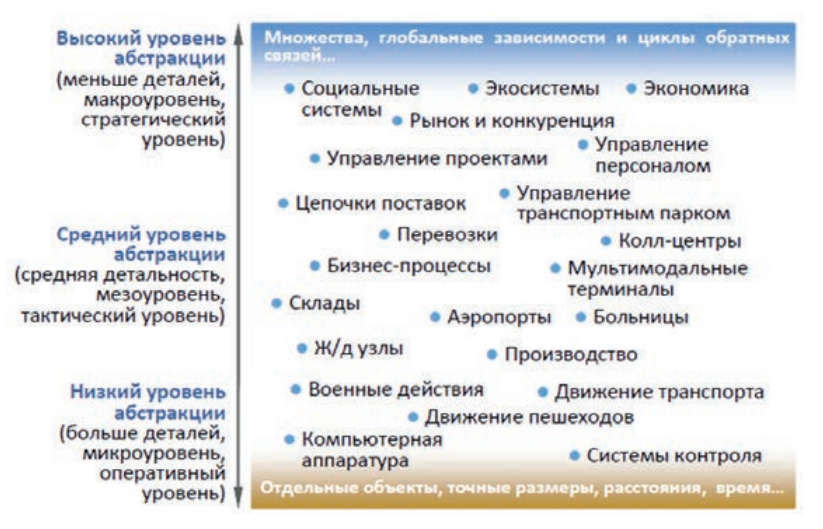 Высокий уровень
абстракции
(меньше деталей,
макроуровень,
стратегический
уровень)
Средний уровень
абстракции
(средняя детальность,
мезоуровень,
тактический уровень)
Низкий уровень
абстракции
(больше деталей,
микроуровень,
оперативный
уровень)
Множества, глобальные зависимости и циклы обратных
связей...
• Социальные
системы
• Экосистемы
• Экономика
• Рынок и конкуренция
• Управление проектами
• Управление
персоналом
• Цепочки поставок
• Управление
транспортным парком
• Перевозки
• Колл-центры
• Бизнес-процессы
• Мультимодальные
терминалы
• Склады
• Аэропорты
• Больницы
• Ж/д узлы
• Производство
• Военные действия
• Движение транспорта
• Движение пешеходов
• Компьютерная
аппаратура
• Системы контроля
Отдельные объекты, точные размеры, расстояния, время...